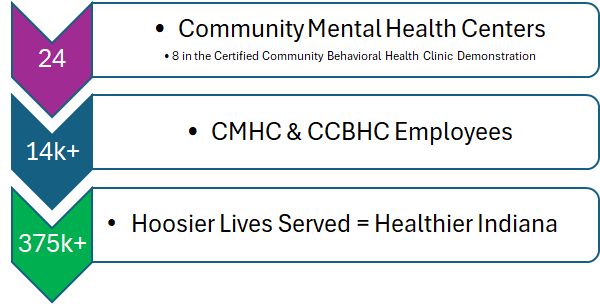 24
• Community Mental Health Centers
• 8 in the Certified Community Behavioral Health Clinic Demonstration
14k+
• CMHC & CCBHC Employees
375k+
• Hoosier Lives Served = Healthier Indiana